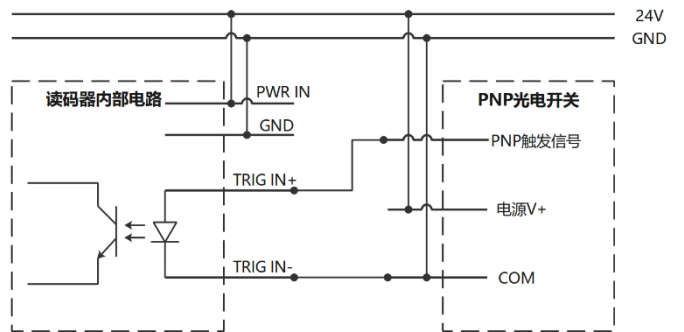 24V
GND
读码器内部电路
PWR IN
GND
TRIG IN+
TRIG IN-
PNP光电开关
PNP触发信号
电源V+
COM